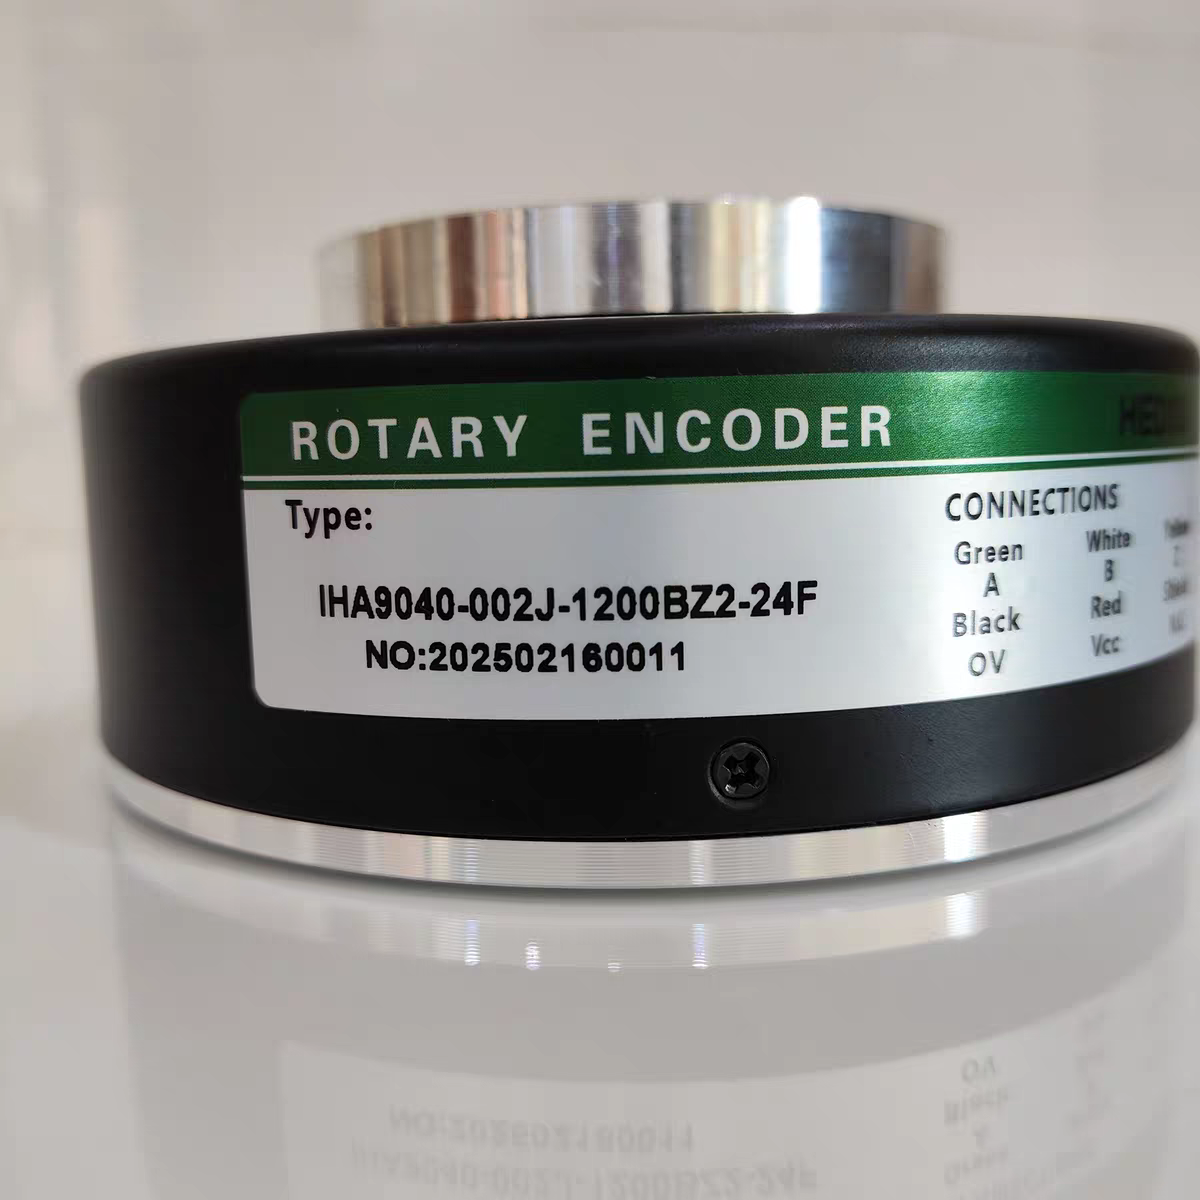 ROTARY ENCODER
Type:
IHA9040-002J-1200BZ2-24F
NO:202502160011
CONNECTIONS
Green White
A B
Black Red
OV Vcc